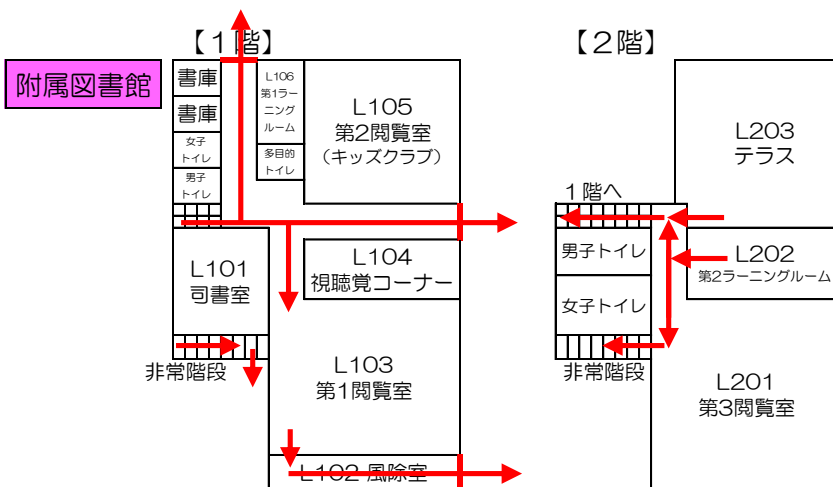 【1階】
【2階】
附属図書館
書庫
書庫
女子
トイレ
男子
トイレ
L106
第1ラー
ニング
ルーム
多目的
トイレ
L105
第2閲覧室
（キッズクラブ）
L101
司書室
L104
視聴覚コーナー
非常階段
L103
第1閲覧室
L102 風除室
L203
テラス
1階へ
男子トイレ
女子トイレ
L202
第2ラーニングルーム
非常階段
L201
第3閲覧室